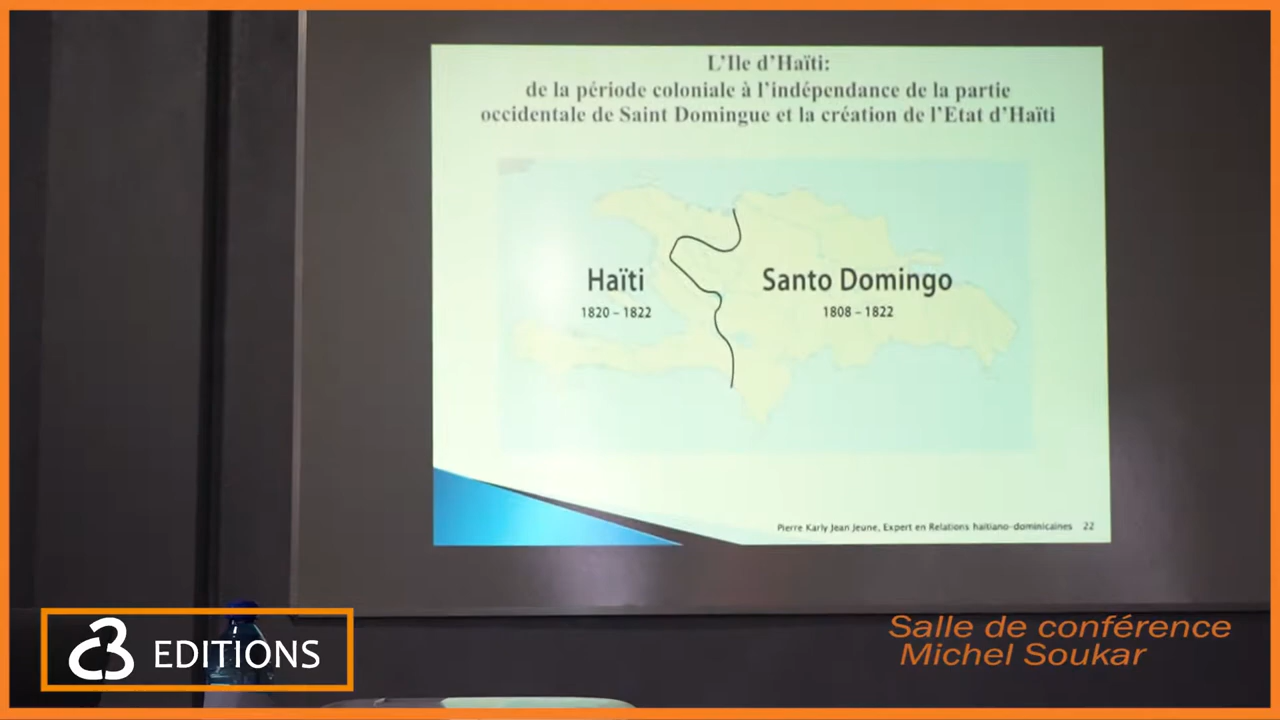 L'Ile d'Haïti:
de la période coloniale à l'indépendance de la partie
occidentale de Saint Domingue et la création de l'Etat d'Haïti
Haïti
1820 – 1822
Santo Domingo
1808 – 1822
Pierre Karly Jean Jeune, Expert en Relations haïtiano-dominicaines 22
C3 EDITIONS
Salle de conférence
Michel Soukar